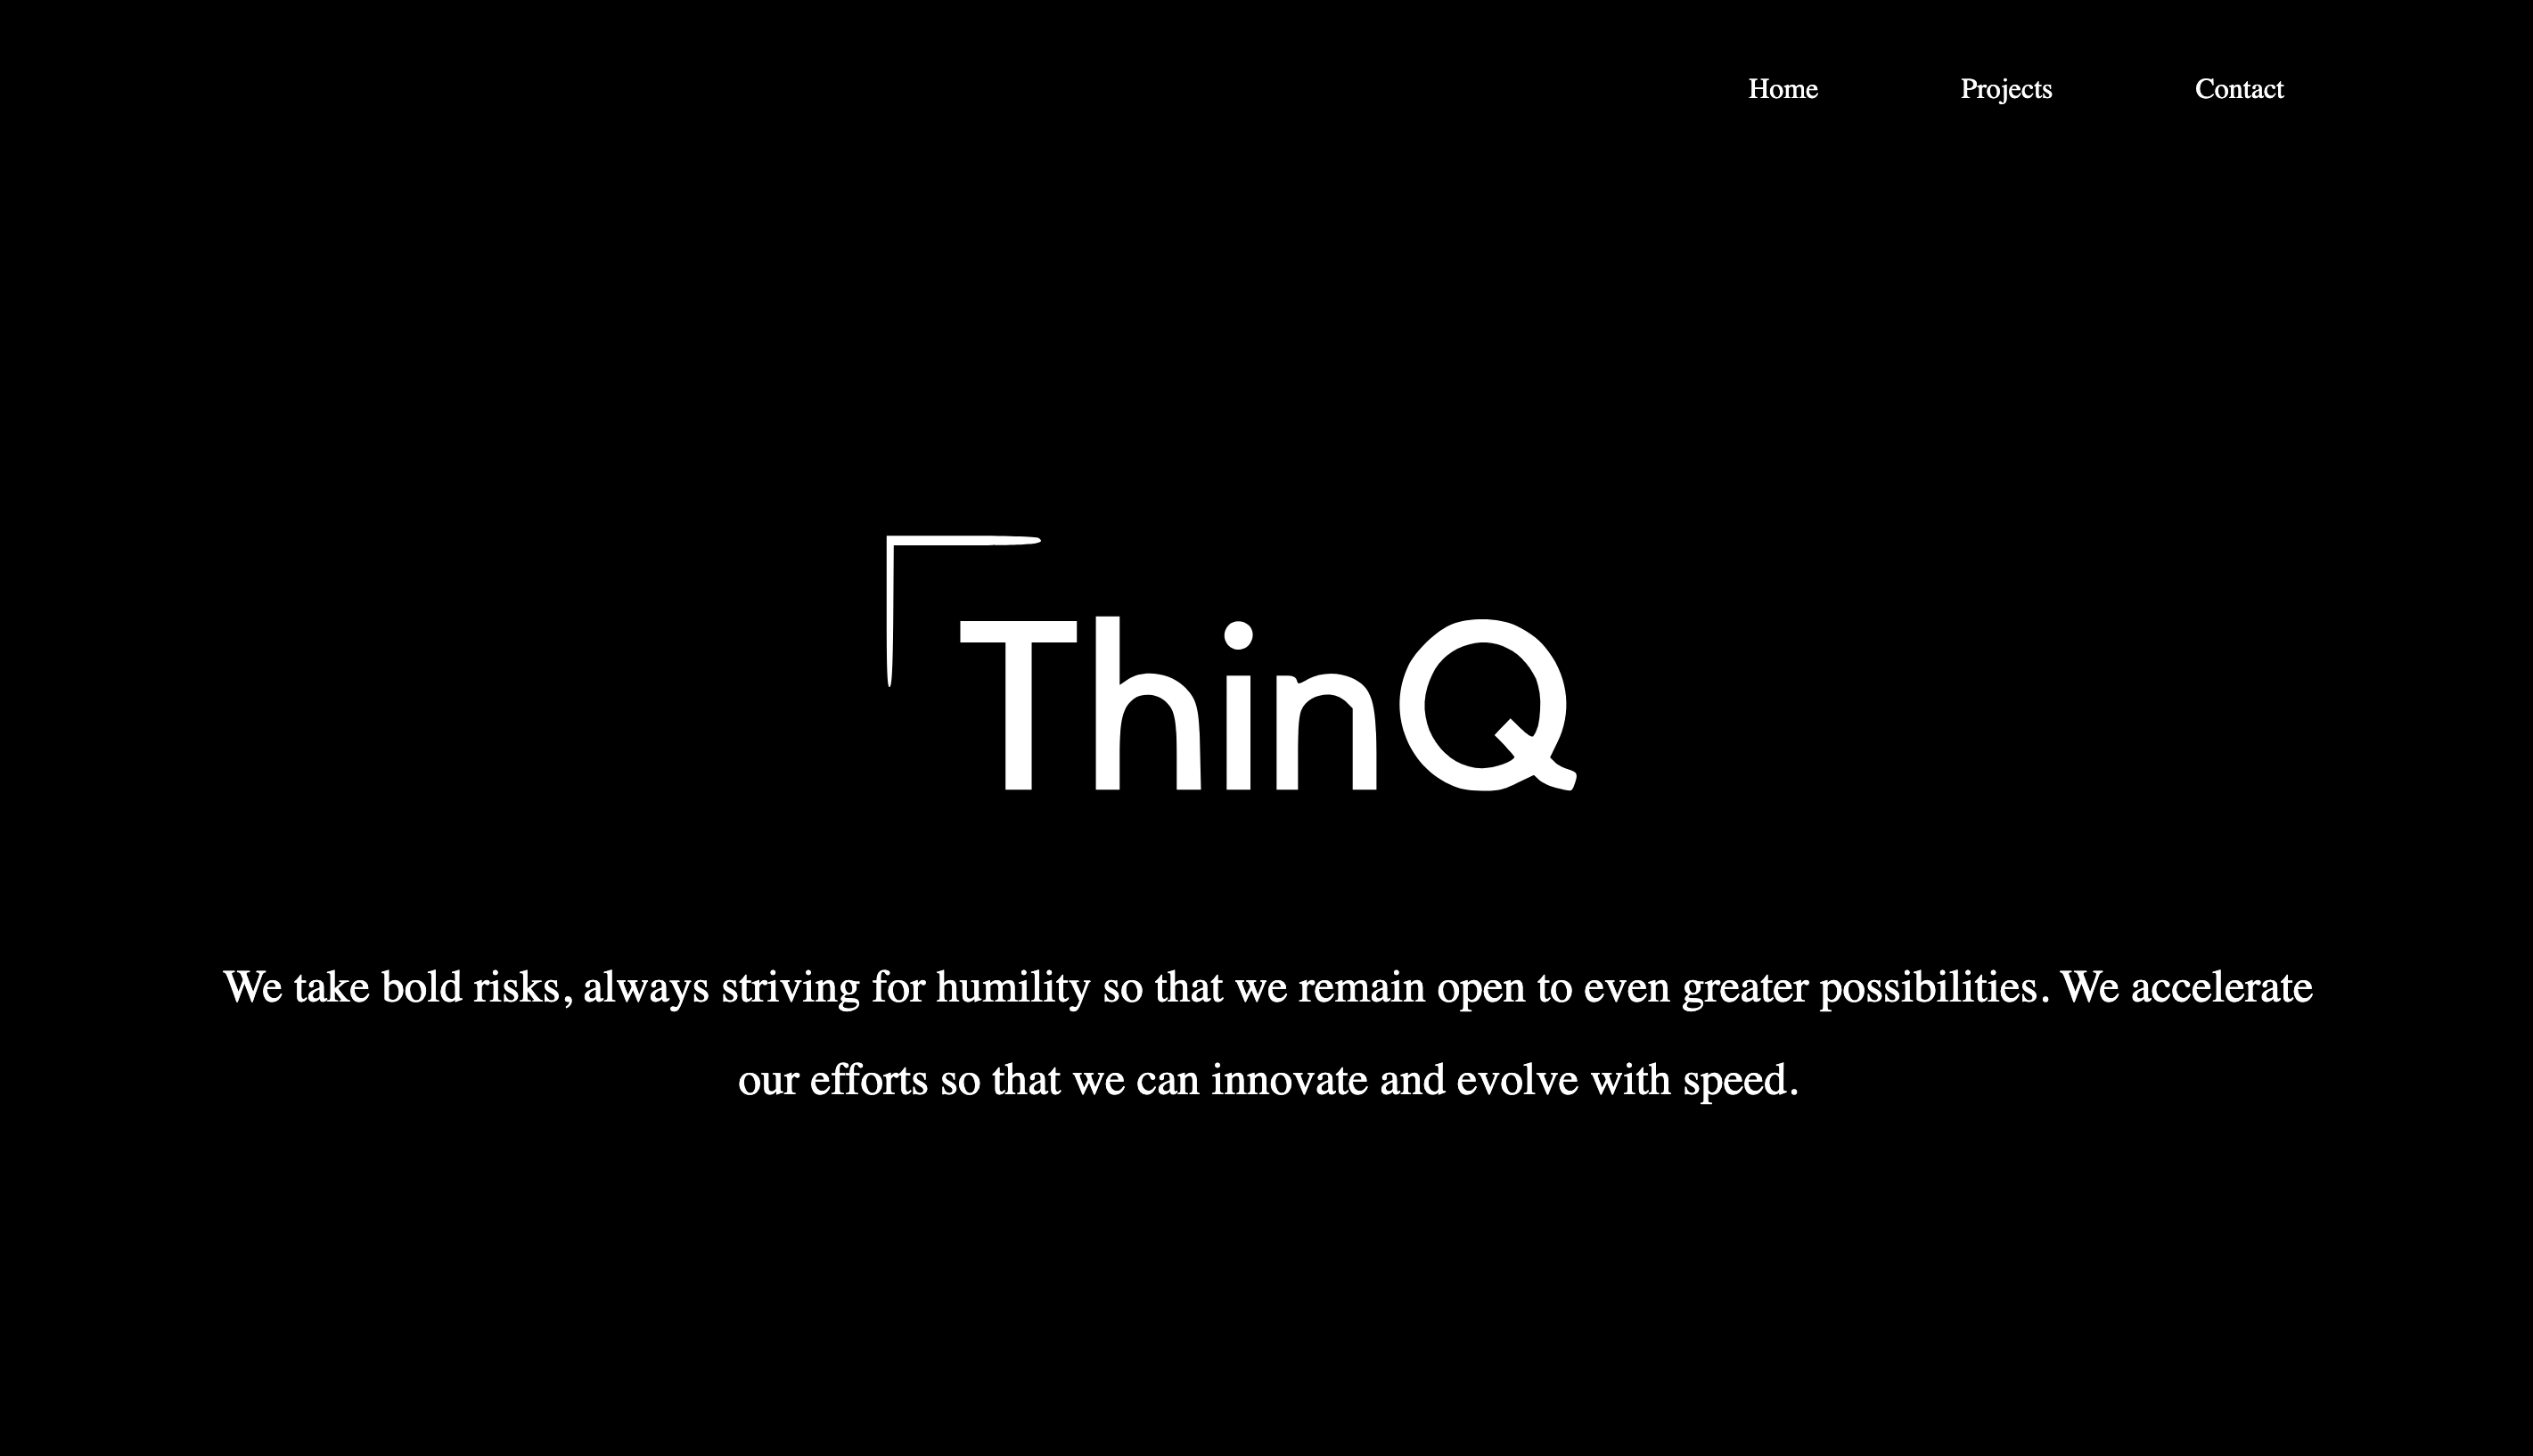 Home Projects Contact
ThinQ
We take bold risks, always striving for humility so that we remain open to even greater possibilities. We accelerate
our efforts so that we can innovate and evolve with speed.